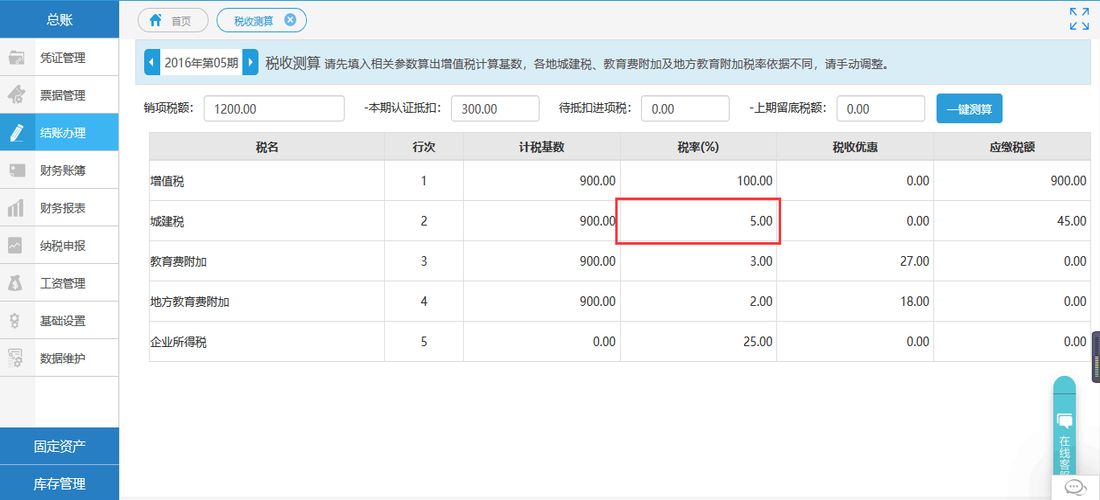 总账
首页
税收测算
凭证管理
票据管理
结账办理
财务账簿
财务报表
纳税申报
工资管理
基础设置
数据维护
固定资产
库存管理
2016年第05期 税收测算 请先填入相关参数算出增值税计算基数，各地城建税、教育费附加及地方教育附加税率依据不同，请手动调整。
销项税额： 1200.00 -本期认证抵扣： 300.00 待抵扣进项税： 0.00 -上期留底税额： 0.00 一键测算
税名 行次 计税基数 税率(%) 税收优惠 应缴税额
增值税 1 900.00 100.00 0.00 900.00
城建税 2 900.00 5.00 0.00 45.00
教育费附加 3 900.00 3.00 27.00 0.00
地方教育费附加 4 900.00 2.00 18.00 0.00
企业所得税 5 0.00 25.00 0.00 0.00
在线客服